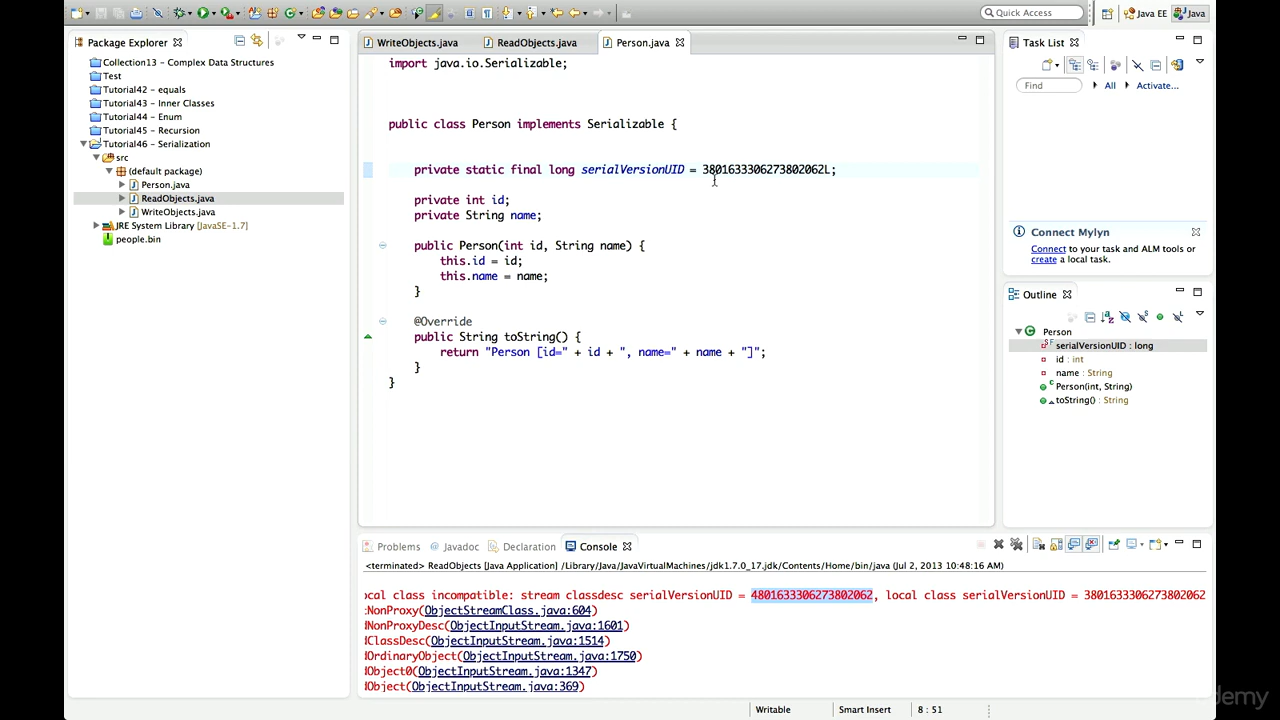 Quick Access
Java EE
Java
Package Explorer
Collection13 - Complex Data Structures
Test
Tutorial42 - equals
Tutorial43 - Inner Classes
Tutorial44 - Enum
Tutorial45 - Recursion
Tutorial46 - Serialization
src
(default package)
Person.java
ReadObjects.java
WriteObjects.java
JRE System Library [JavaSE-1.7]
people.bin
WriteObjects.java
ReadObjects.java
Person.java
import java.io.Serializable;
public class Person implements Serializable {
private static final long serialVersionUID = 3801633306273802062L;
private int id;
private String name;
public Person(int id, String name) {
this.id = id;
this.name = name;
}
@Override
public String toString() {
return "Person [id=" + id + ", name=" + name + "]";
}
}
Task List
Find
All
Activate...
Connect Mylyn
Connect to your task and ALM tools or
create a local task.
Outline
Person
serialVersionUID : long
id : int
name : String
Person(int, String)
toString() : String
Problems
Javadoc
Declaration
Console
<terminated> ReadObjects [Java Application] /Library/Java/JavaVirtualMachines/jdk1.7.0_17.jdk/Contents/Home/bin/java (Jul 2, 2013 10:48:16 AM)
ocal class incompatible: stream classdesc serialVersionUID = 4801633306273802062, local class serialVersionUID = 3801633306273802062
NonProxy(ObjectStreamClass.java:604)
NonProxyDesc(ObjectInputStream.java:1601)
ClassDesc(ObjectInputStream.java:1514)
OrdinaryObject(ObjectInputStream.java:1750)
Object0(ObjectInputStream.java:1347)
Object(ObjectInputStream.java:369)
Writable
Smart Insert
8 : 51